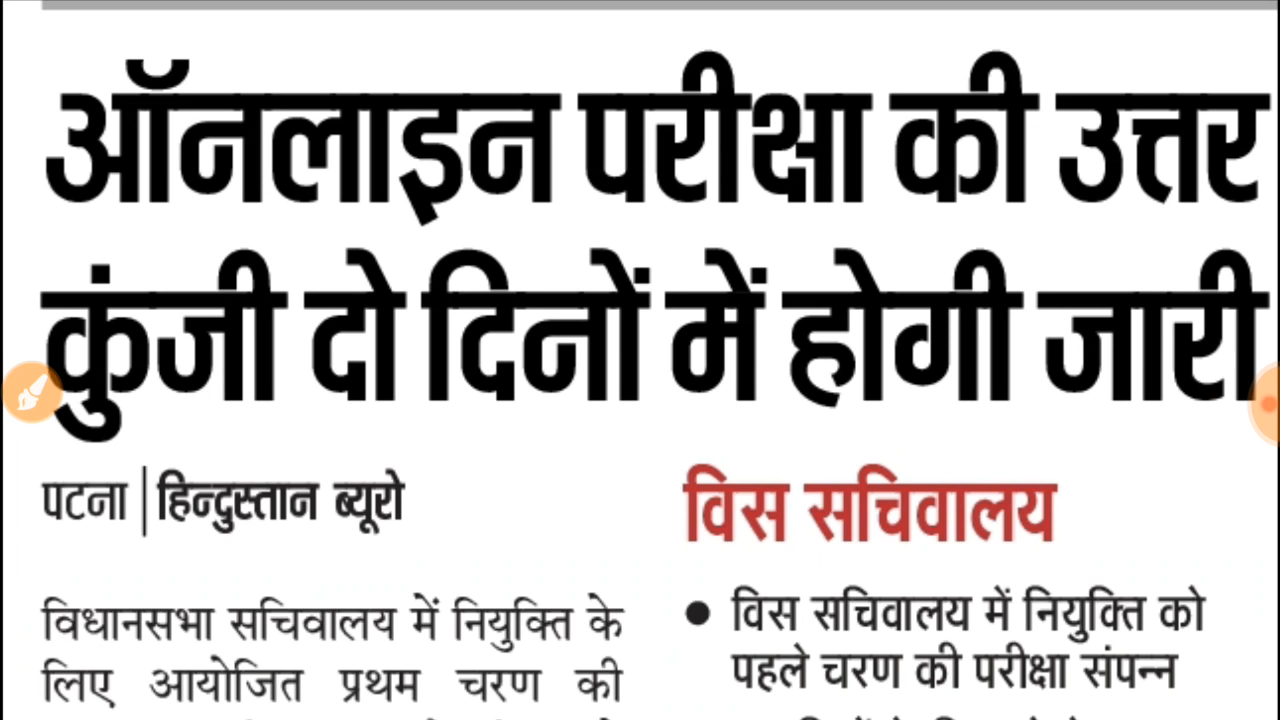 ऑनलाइन परीक्षा की उत्तर
कुंजी दो दिनों में होगी जारी
पटना | हिन्दुस्तान ब्यूरो
विधानसभा सचिवालय में नियुक्ति के
लिए आयोजित प्रथम चरण की
विस सचिवालय
● विस सचिवालय में नियुक्ति को
पहले चरण की परीक्षा संपन्न